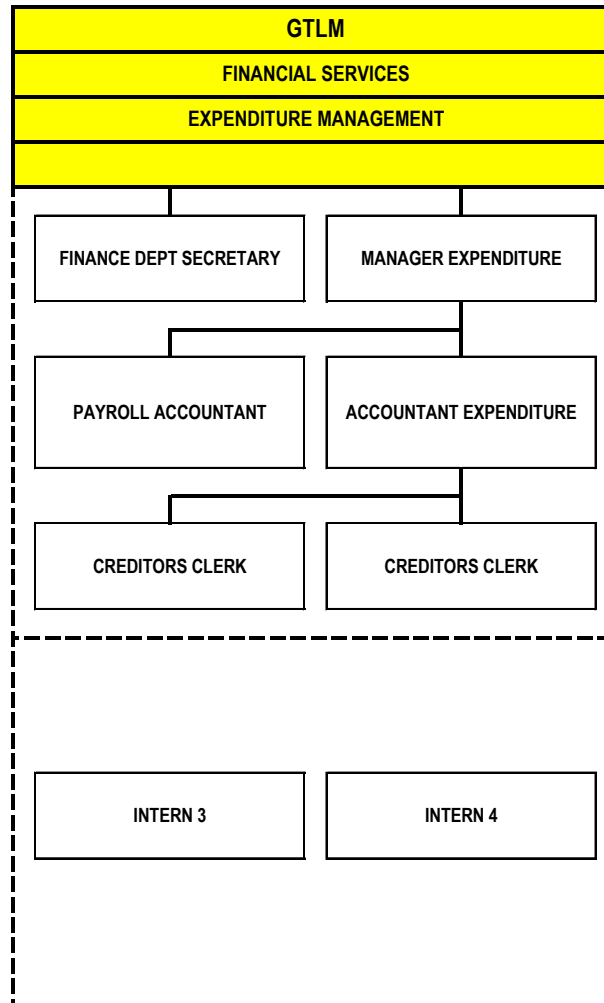 GTLM
FINANCIAL SERVICES
EXPENDITURE MANAGEMENT
FINANCE DEPT SECRETARY
MANAGER EXPENDITURE
PAYROLL ACCOUNTANT
ACCOUNTANT EXPENDITURE
CREDITORS CLERK
CREDITORS CLERK
INTERN 3
INTERN 4